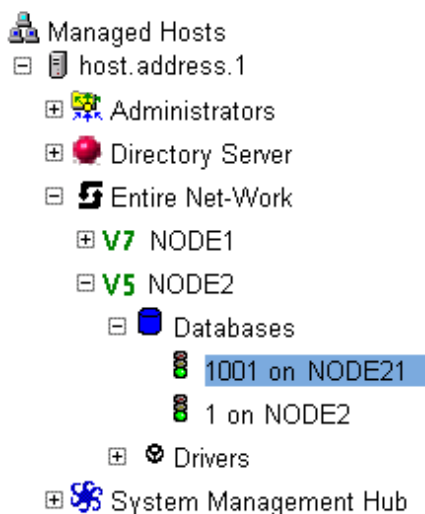 Managed Hosts
host.address.1
Administrators
Directory Server
Entire Net-Work
V7 NODE1
V5 NODE2
Databases
1001 on NODE21
1 on NODE2
Drivers
System Management Hub